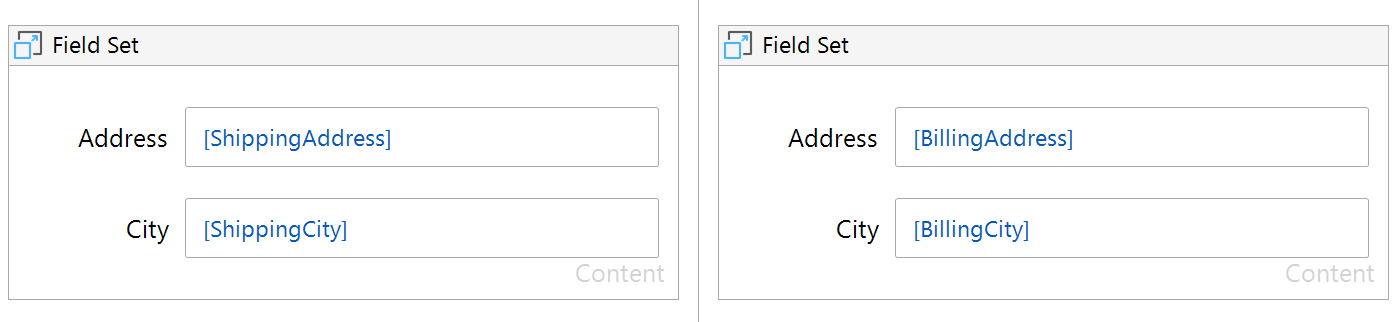 Field Set
Address [ShippingAddress]
City [ShippingCity]
Content
Field Set
Address [BillingAddress]
City [BillingCity]
Content